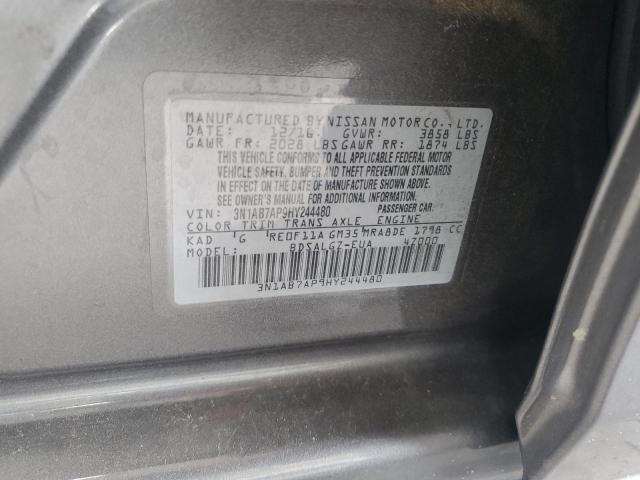 MANUFACTURED BY NISSAN MOTOR CO., LTD.
DATE: 12/16 GVWR: 3858 LBS
GAWR FR: 2028 LBS GAWR RR: 1874 LBS
THIS VEHICLE CONFORMS TO ALL APPLICABLE FEDERAL MOTOR
VEHICLE SAFETY, BUMPER AND THEFT PREVENTION STANDARDS
IN EFFECT ON THE DATE OF MANUFACTURE SHOWN ABOVE.
SEE OWNER'S MANUAL FOR ADDITIONAL INFORMATION.
VIN: 3N1AB7AP9HY244480 PASSENGER CAR.
COLOR TRIM TRANS AXLE ENGINE
KAD G RE0F11A GM35 MRA8DE 1798 CC
MODEL: BDSALGZ-EUA 47000
3N1AB7AP9HY244480